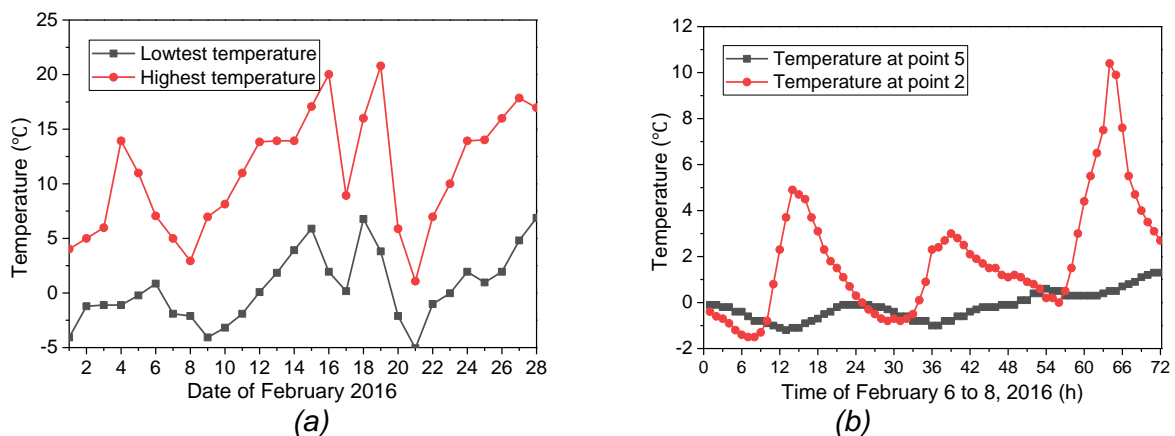 25
20
15
10
5
0
-5
Temperature (℃)
Lowtest temperature
Highest temperature
2 4 6 8 10 12 14 16 18 20 22 24 26 28
Date of February 2016
(a)
12
10
8
6
4
2
0
-2
Temperature (℃)
Temperature at point 5
Temperature at point 2
0 6 12 18 24 30 36 42 48 54 60 66 72
Time of February 6 to 8, 2016 (h)
(b)